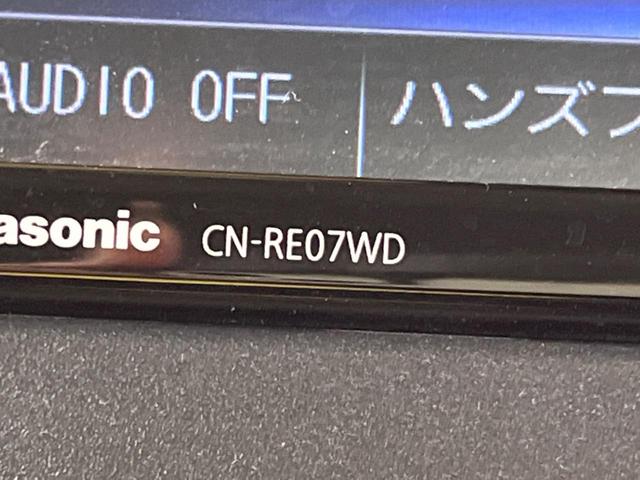 AUDIO OFF ハンズフ
asonic CN-RE07WD